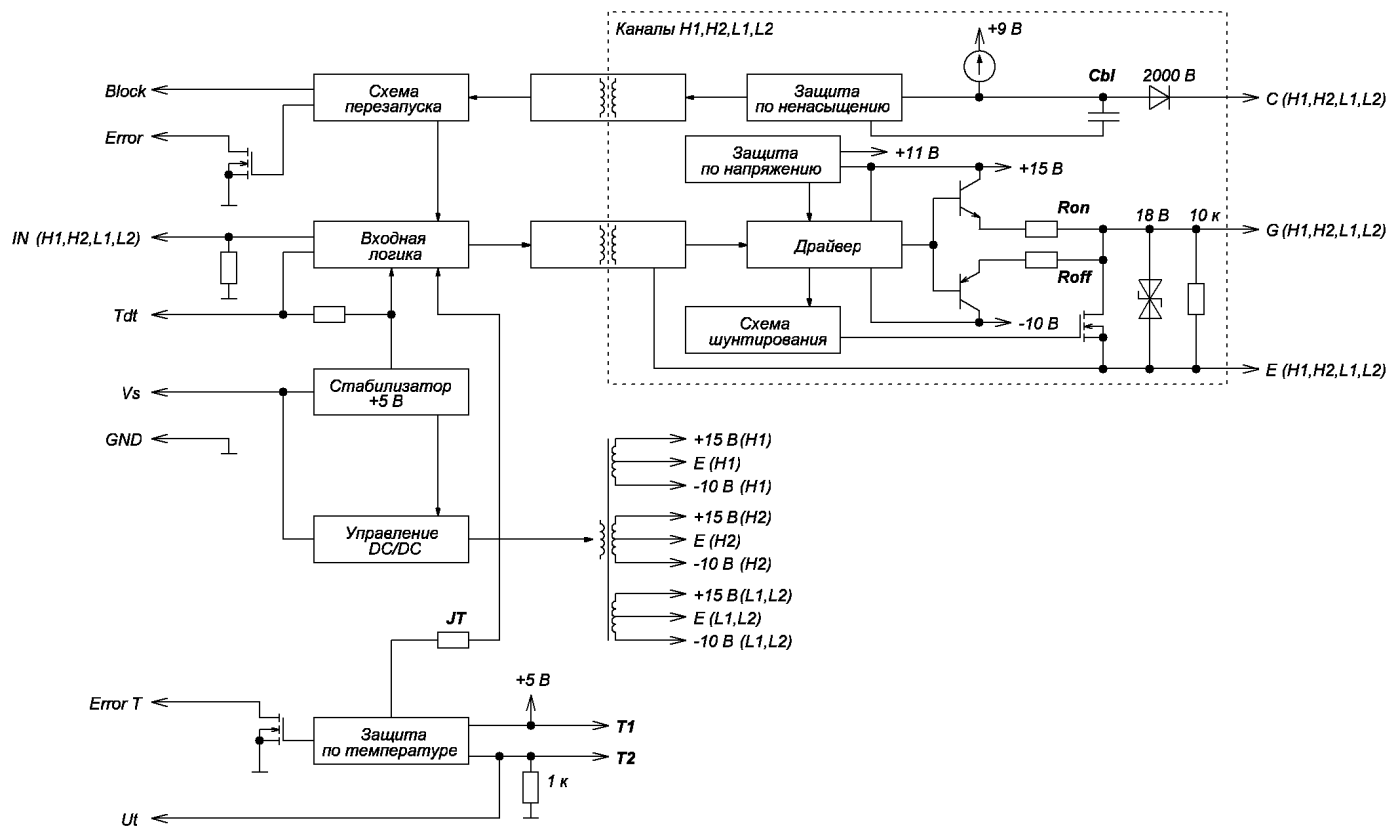 Каналы H1,H2,L1,L2
+9 В
Block
Схема
перезапуска
Защита
по ненасыщению
Cbl
2000 В
C (H1,H2,L1,L2)
Error
Защита
по напряжению
+11 В
+15 В
IN (H1,H2,L1,L2)
Входная
логика
Драйвер
Ron
18 В
10 к
G (H1,H2,L1,L2)
Roff
Tdt
Схема
шунтирования
-10 В
E (H1,H2,L1,L2)
Vs
Стабилизатор
+5 В
GND
+15 В(H1)
E (H1)
-10 В (H1)
Управление
DC/DC
+15 В(H2)
E (H2)
-10 В (H2)
+15 В(L1,L2)
E (L1,L2)
-10 В (L1,L2)
JT
+5 В
Error T
Защита
по температуре
T1
T2
1 к
Ut